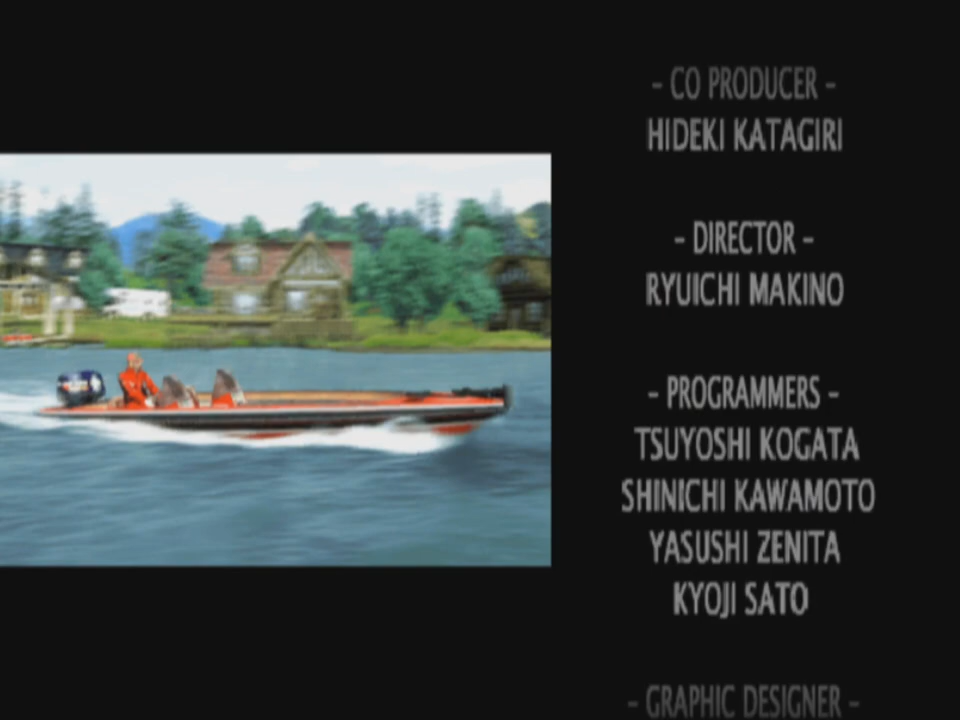 - CO PRODUCER -
HIDEKI KATAGIRI
- DIRECTOR -
RYUICHI MAKINO
- PROGRAMMERS -
TSUYOSHI KOGATA
SHINICHI KAWAMOTO
YASUSHI ZENITA
KYOJI SATO
- GRAPHIC DESIGNER -